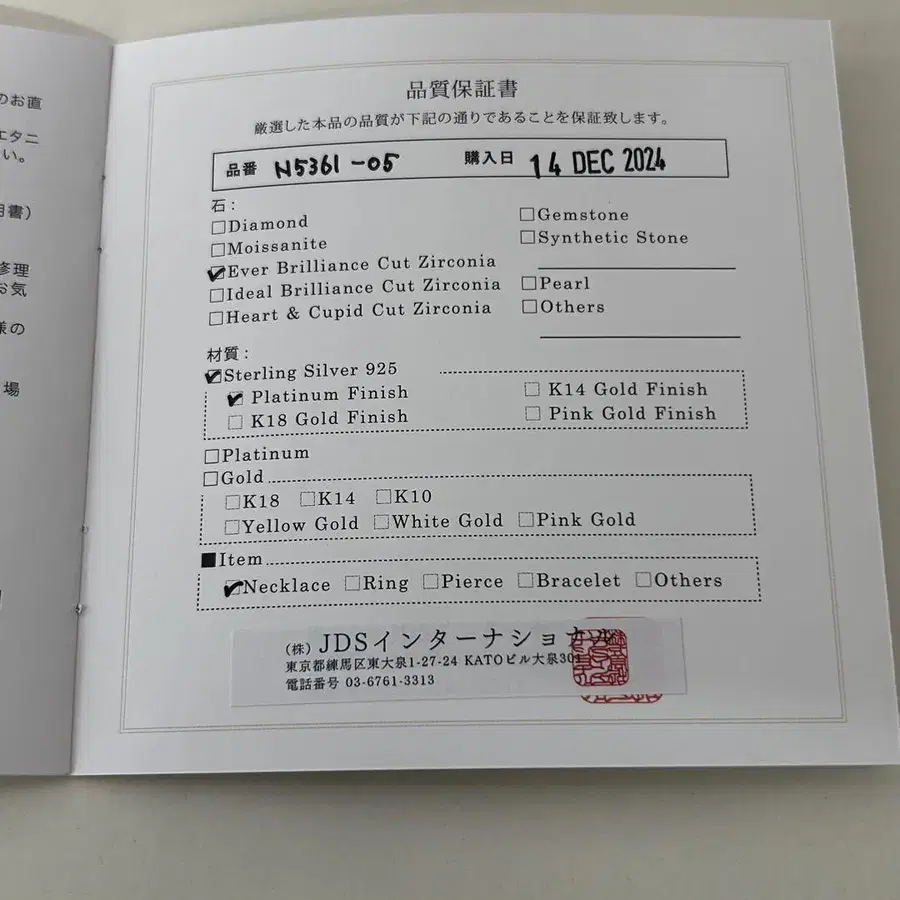 のお直
エタニ
い。
明書）
修理
お気
様の
場
品質保証書
厳選した本品の品質が下記の通りであることを保証致します。
品番 N5361-05 購入日 14 DEC 2024
石：
□Diamond □Gemstone
□Moissanite □Synthetic Stone
☑Ever Brilliance Cut Zirconia
□Ideal Brilliance Cut Zirconia □Pearl
□Heart & Cupid Cut Zirconia □Others
材質：
☑Sterling Silver 925
☑Platinum Finish □K14 Gold Finish
□K18 Gold Finish □Pink Gold Finish
□Platinum
□Gold
□K18 □K14 □K10
□Yellow Gold □White Gold □Pink Gold
■Item
☑Necklace □Ring □Pierce □Bracelet □Others
（株）JDSインターナショナル
東京都練馬区東大泉1-27-24 KATOビル大泉301
電話番号 03-6761-3313